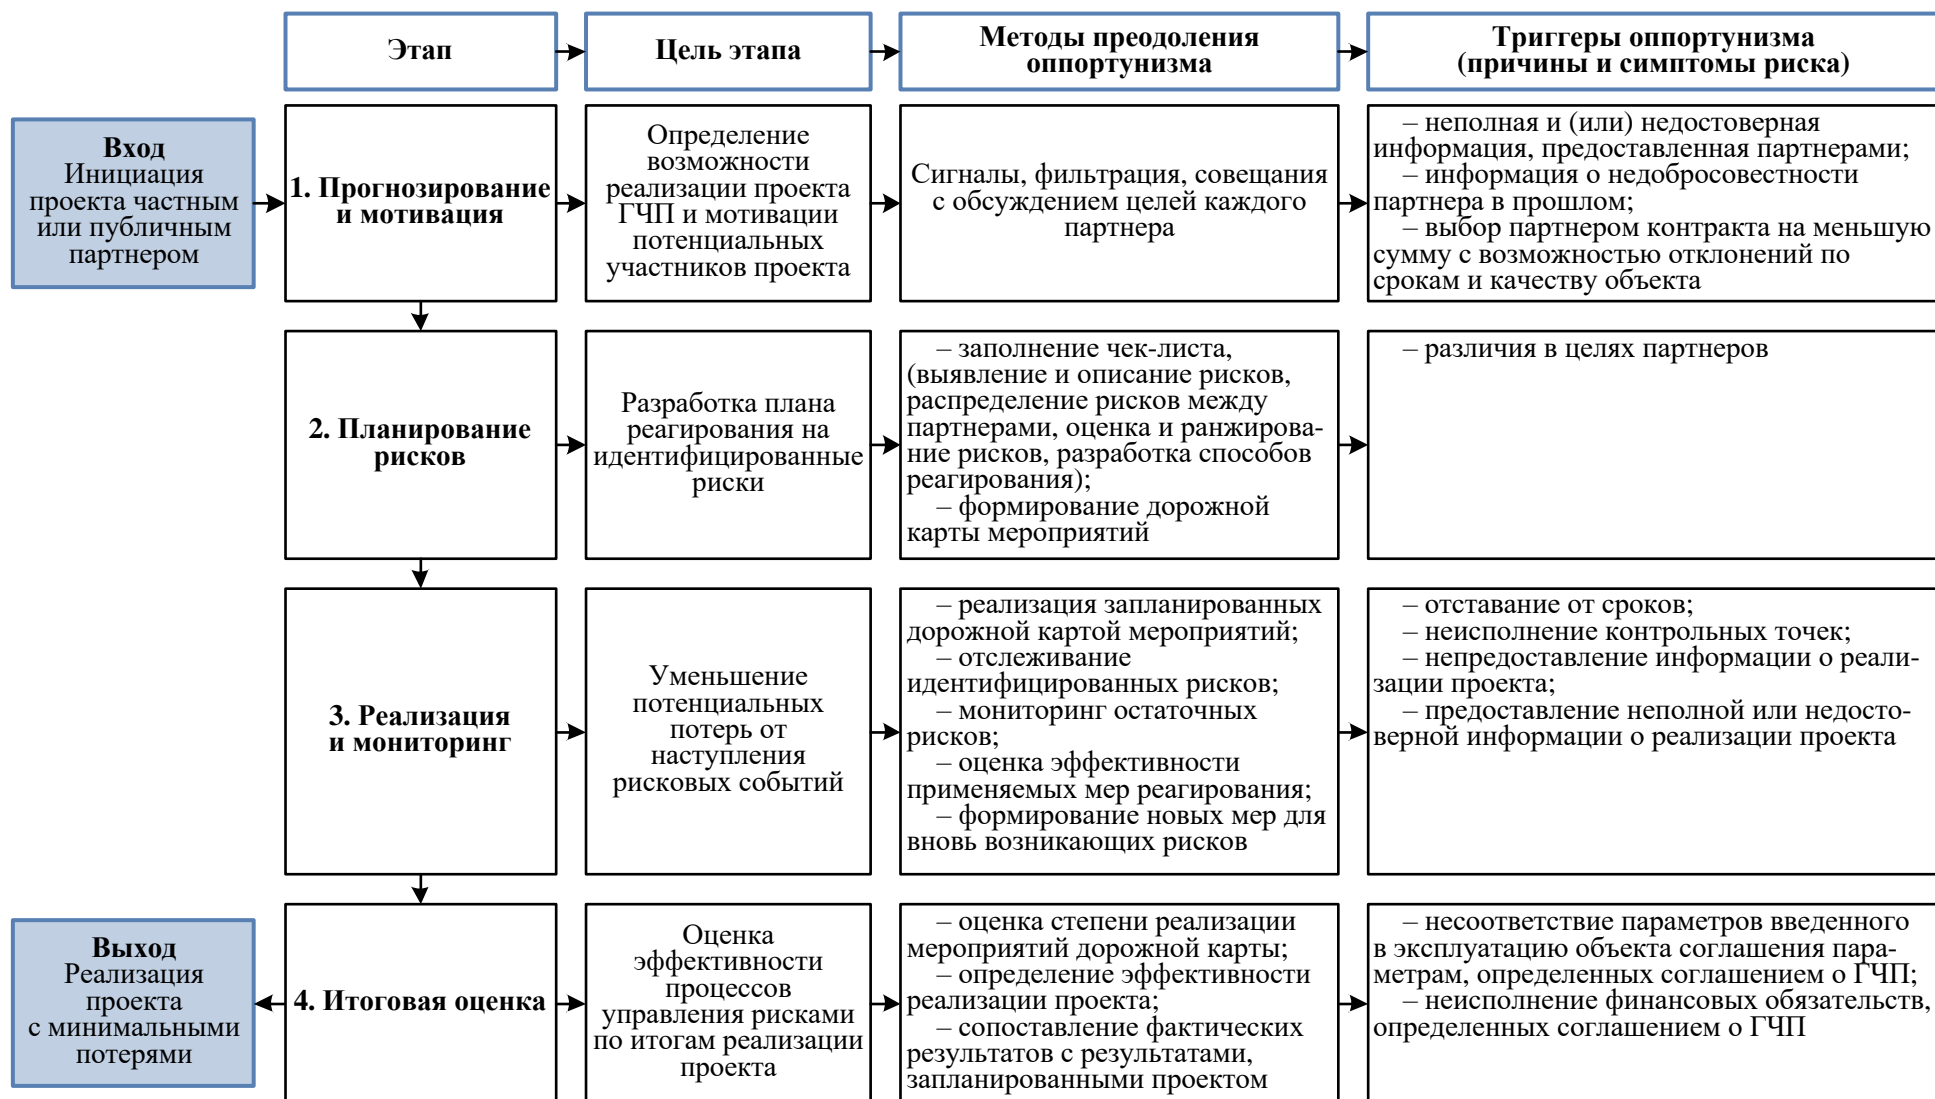 Этап
Цель этапа
Методы преодоления
оппортунизма
Триггеры оппортунизма
(причины и симптомы риска)
Вход
Инициация
проекта частным
или публичным
партнером
1. Прогнозирование
и мотивация
Определение
возможности
реализации проекта
ГЧП и мотивации
потенциальных
участников проекта
Сигналы, фильтрация, совещания
с обсуждением целей каждого
партнера
– неполная и (или) недостоверная
информация, предоставленная партнерами;
– информация о недобросовестности
партнера в прошлом;
– выбор партнером контракта на меньшую
сумму с возможностью отклонений по
срокам и качеству объекта
2. Планирование
рисков
Разработка плана
реагирования на
идентифицированные
риски
– заполнение чек-листа,
(выявление и описание рисков,
распределение рисков между
партнерами, оценка и ранжирова-
ние рисков, разработка способов
реагирования);
– формирование дорожной
карты мероприятий
– различия в целях партнеров
3. Реализация
и мониторинг
Уменьшение
потенциальных
потерь от
наступления
рисковых событий
– реализация запланированных
дорожной картой мероприятий;
– отслеживание
идентифицированных рисков;
– мониторинг остаточных
рисков;
– оценка эффективности
применяемых мер реагирования;
– формирование новых мер для
вновь возникающих рисков
– отставание от сроков;
– неисполнение контрольных точек;
– непредоставление информации о реали-
зации проекта;
– предоставление неполной или недосто-
верной информации о реализации проекта
Выход
Реализация
проекта
с минимальными
потерями
4. Итоговая оценка
Оценка
эффективности
процессов
управления рисками
по итогам реализации
проекта
– оценка степени реализации
мероприятий дорожной карты;
– определение эффективности
реализации проекта;
– сопоставление фактических
результатов с результатами,
запланированными проектом
– несоответствие параметров введенного
в эксплуатацию объекта соглашения пара-
метрам, определенных соглашением о ГЧП;
– неисполнение финансовых обязательств,
определенных соглашением о ГЧП